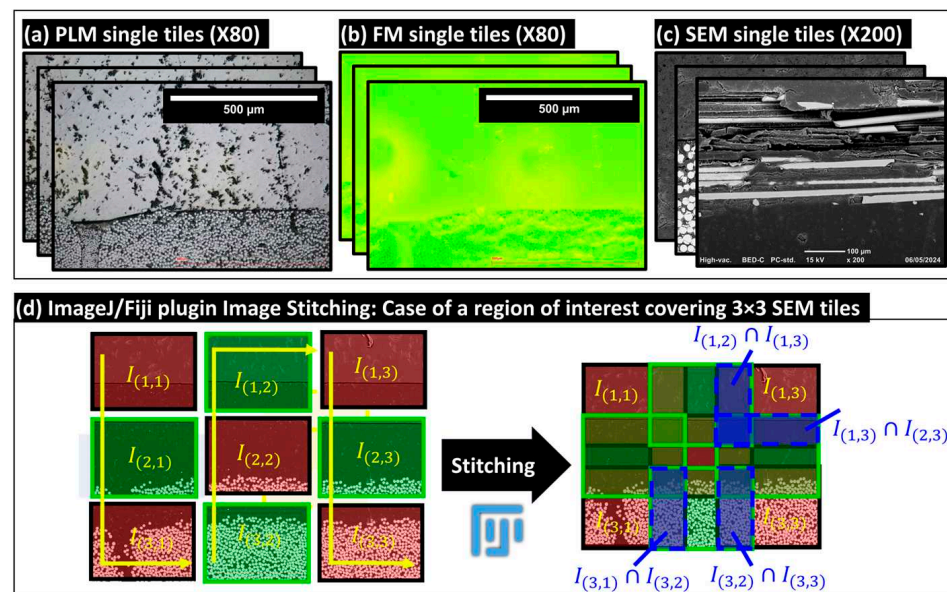 (a) PLM single tiles (X80)
500 µm
(b) FM single tiles (X80)
500 µm
(c) SEM single tiles (X200)
100 µm
High-vac. BED-C PC-std. 15 kV x 200 06/05/2024
(d) ImageJ/Fiji plugin Image Stitching: Case of a region of interest covering 3×3 SEM tiles
I(1,1)
I(1,2)
I(1,3)
I(2,1)
I(2,2)
I(2,3)
I(3,1)
I(3,2)
I(3,3)
Stitching
I(1,2) ∩ I(1,3)
I(1,1)
I(1,3)
I(1,3) ∩ I(2,3)
I(3,1)
I(3,3)
I(3,1) ∩ I(3,2)
I(3,2) ∩ I(3,3)